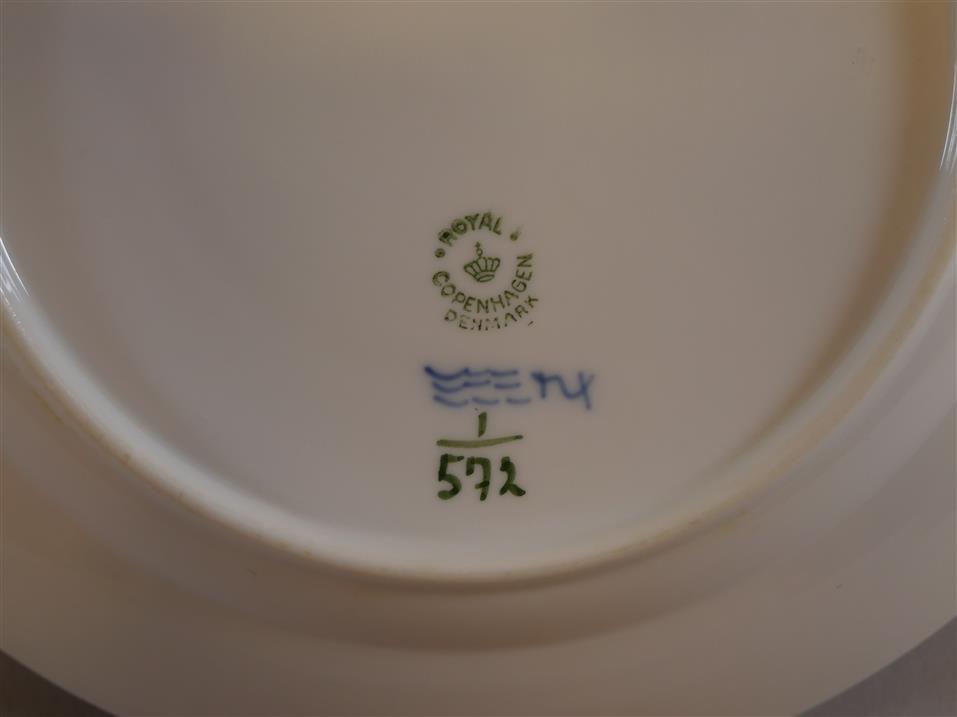 ROYAL
COPENHAGEN
DENMARK
1
572